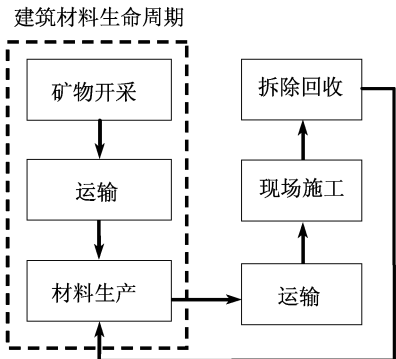 建筑材料生命周期
矿物开采
运输
材料生产
拆除回收
现场施工
运输